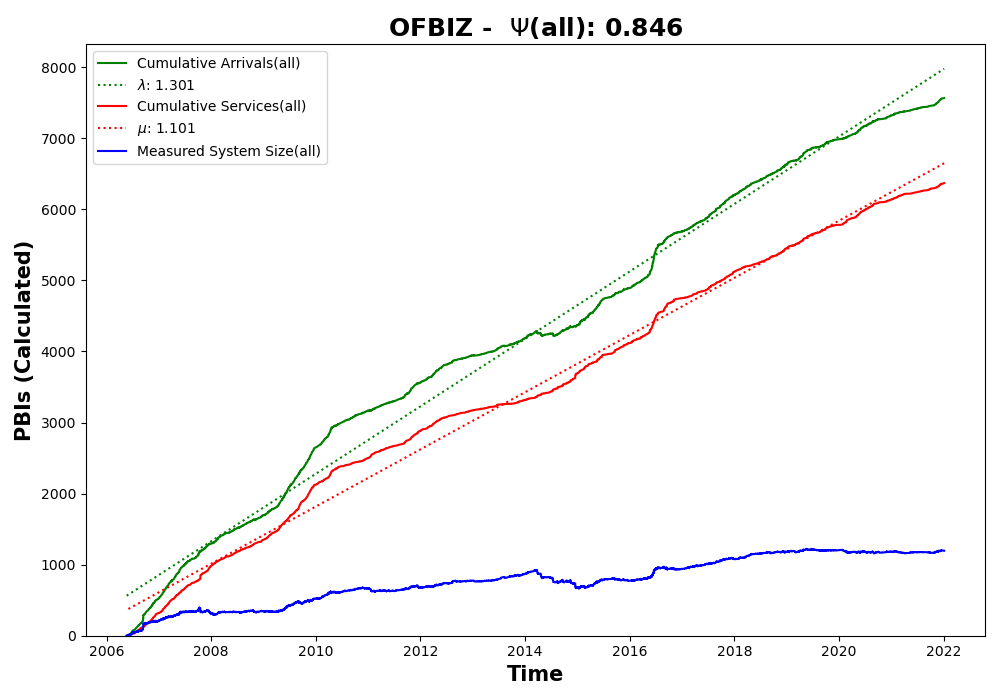 OFBIZ - Ψ(all): 0.846
Cumulative Arrivals(all)
λ: 1.301
Cumulative Services(all)
μ: 1.101
Measured System Size(all)
PBIs (Calculated)
8000
7000
6000
5000
4000
3000
2000
1000
0
2006 2008 2010 2012 2014 2016 2018 2020 2022
Time